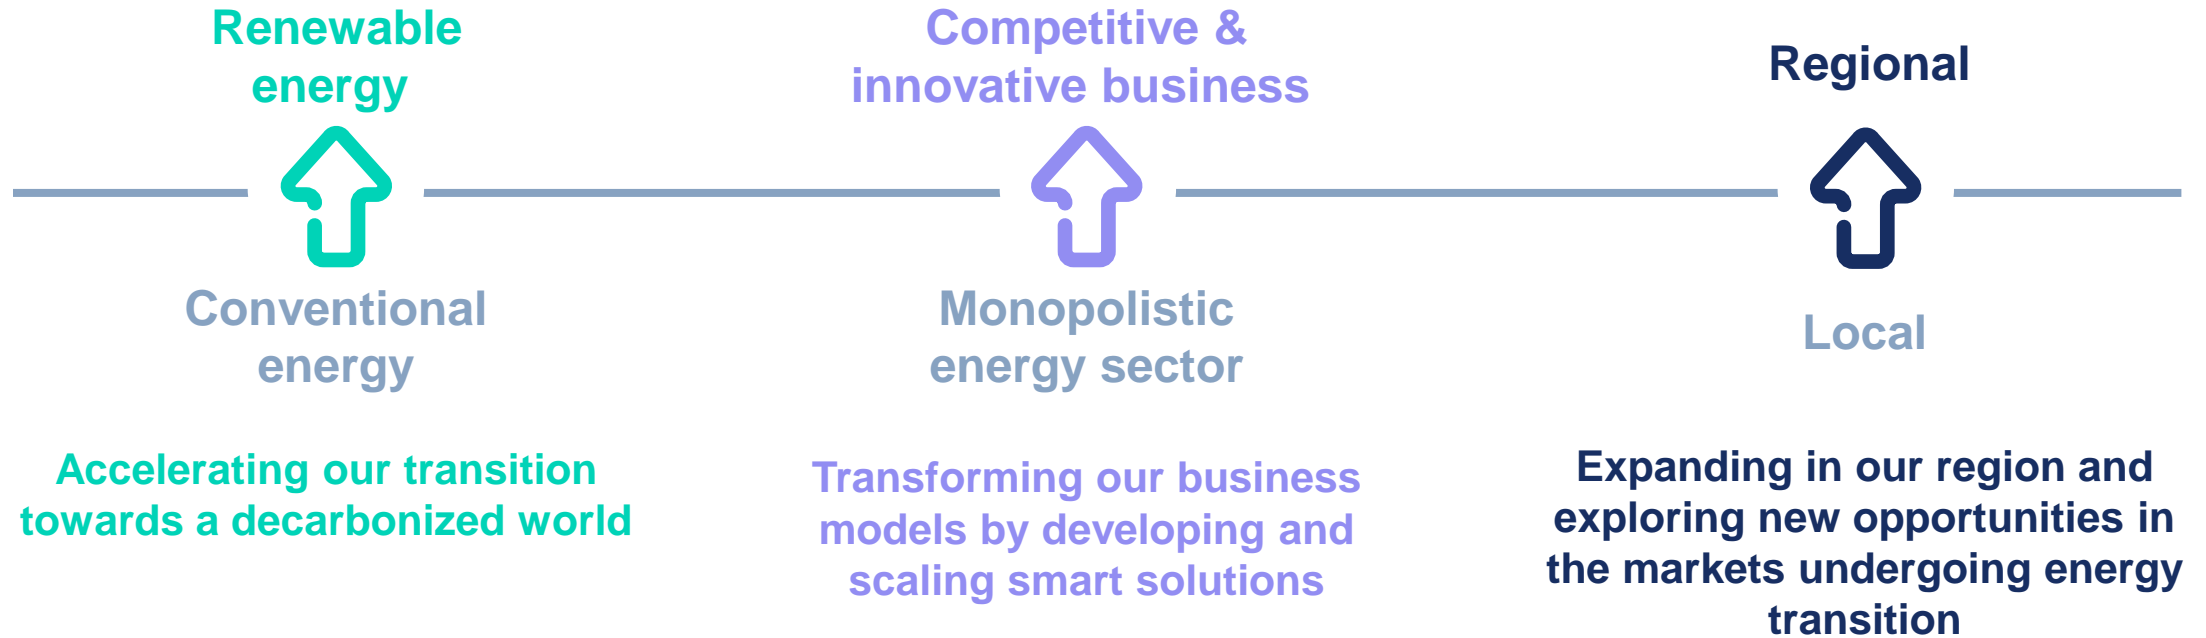 Renewable
energy
Conventional
energy
Accelerating our transition
towards a decarbonized world
Competitive &
innovative business
Monopolistic
energy sector
Transforming our business
models by developing and
scaling smart solutions
Regional
Local
Expanding in our region and
exploring new opportunities in
the markets undergoing energy
transition